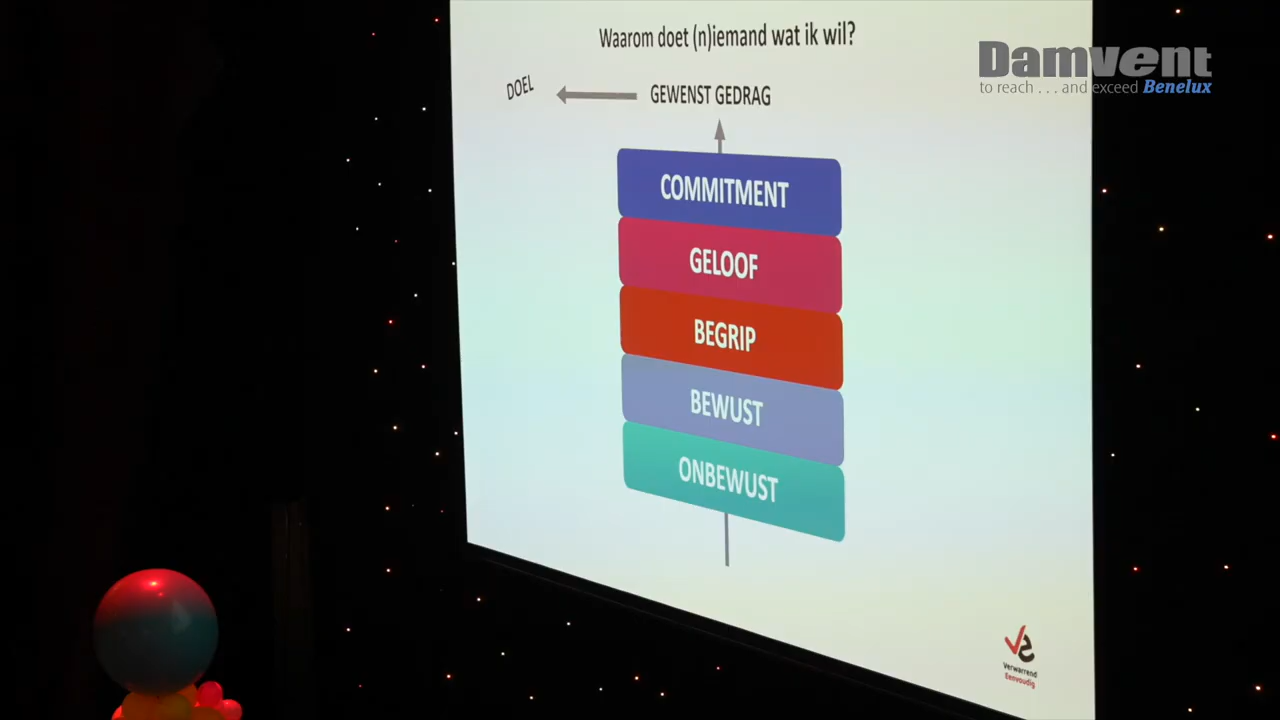 Waarom doet (n)iemand wat ik wil?
Damvent
to reach . . . and exceed Benelux
DOEL
GEWENST GEDRAG
COMMITMENT
GELOOF
BEGRIP
BEWUST
ONBEWUST
Verwarrend
Eenvoudig